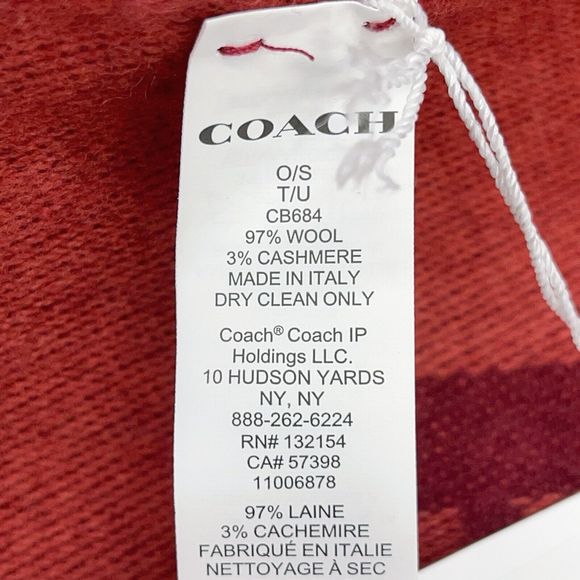 COACH
O/S
T/U
CB684
97% WOOL
3% CASHMERE
MADE IN ITALY
DRY CLEAN ONLY
Coach® Coach IP
Holdings LLC.
10 HUDSON YARDS
NY, NY
888-262-6224
RN# 132154
CA# 57398
11006878
97% LAINE
3% CACHEMIRE
FABRIQUÉ EN ITALIE
NETTOYAGE À SEC